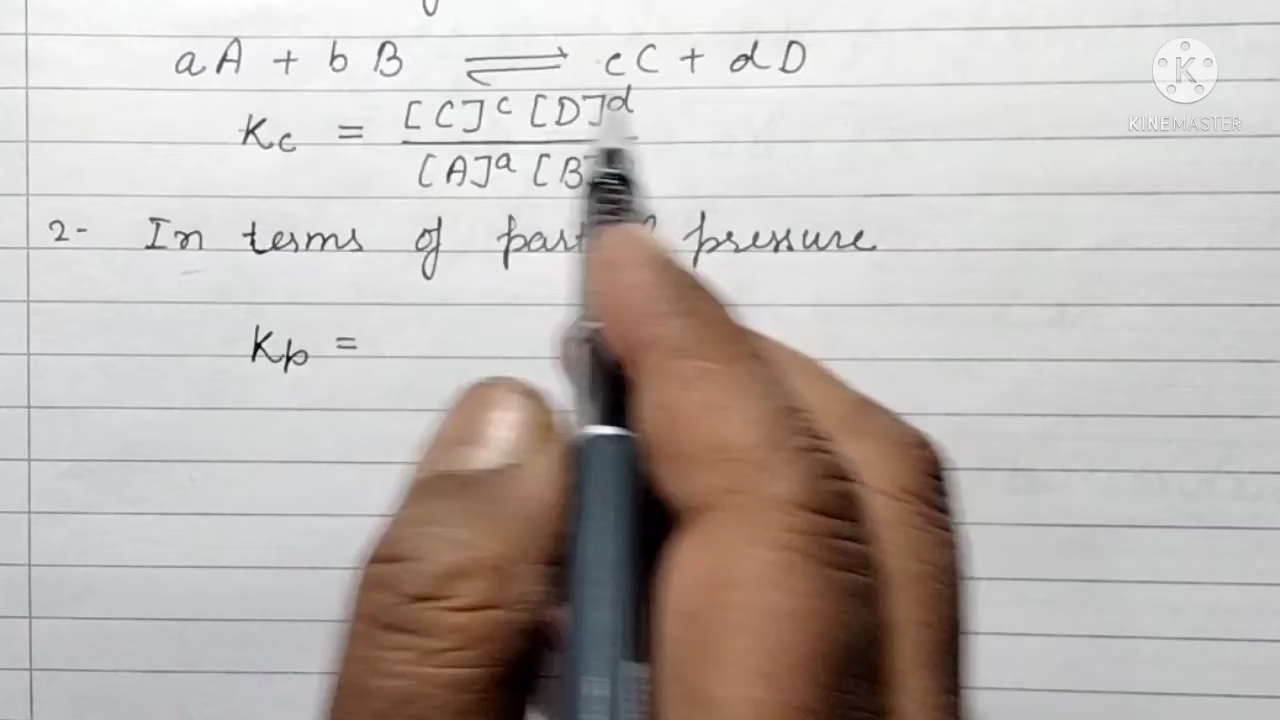 aA + bB ⇌ cC + dD
Kc = [C]ᶜ [D]ᵈ
[A]ᵃ [B]
2- In terms of pressure
Kp =
K
KINEMASTER